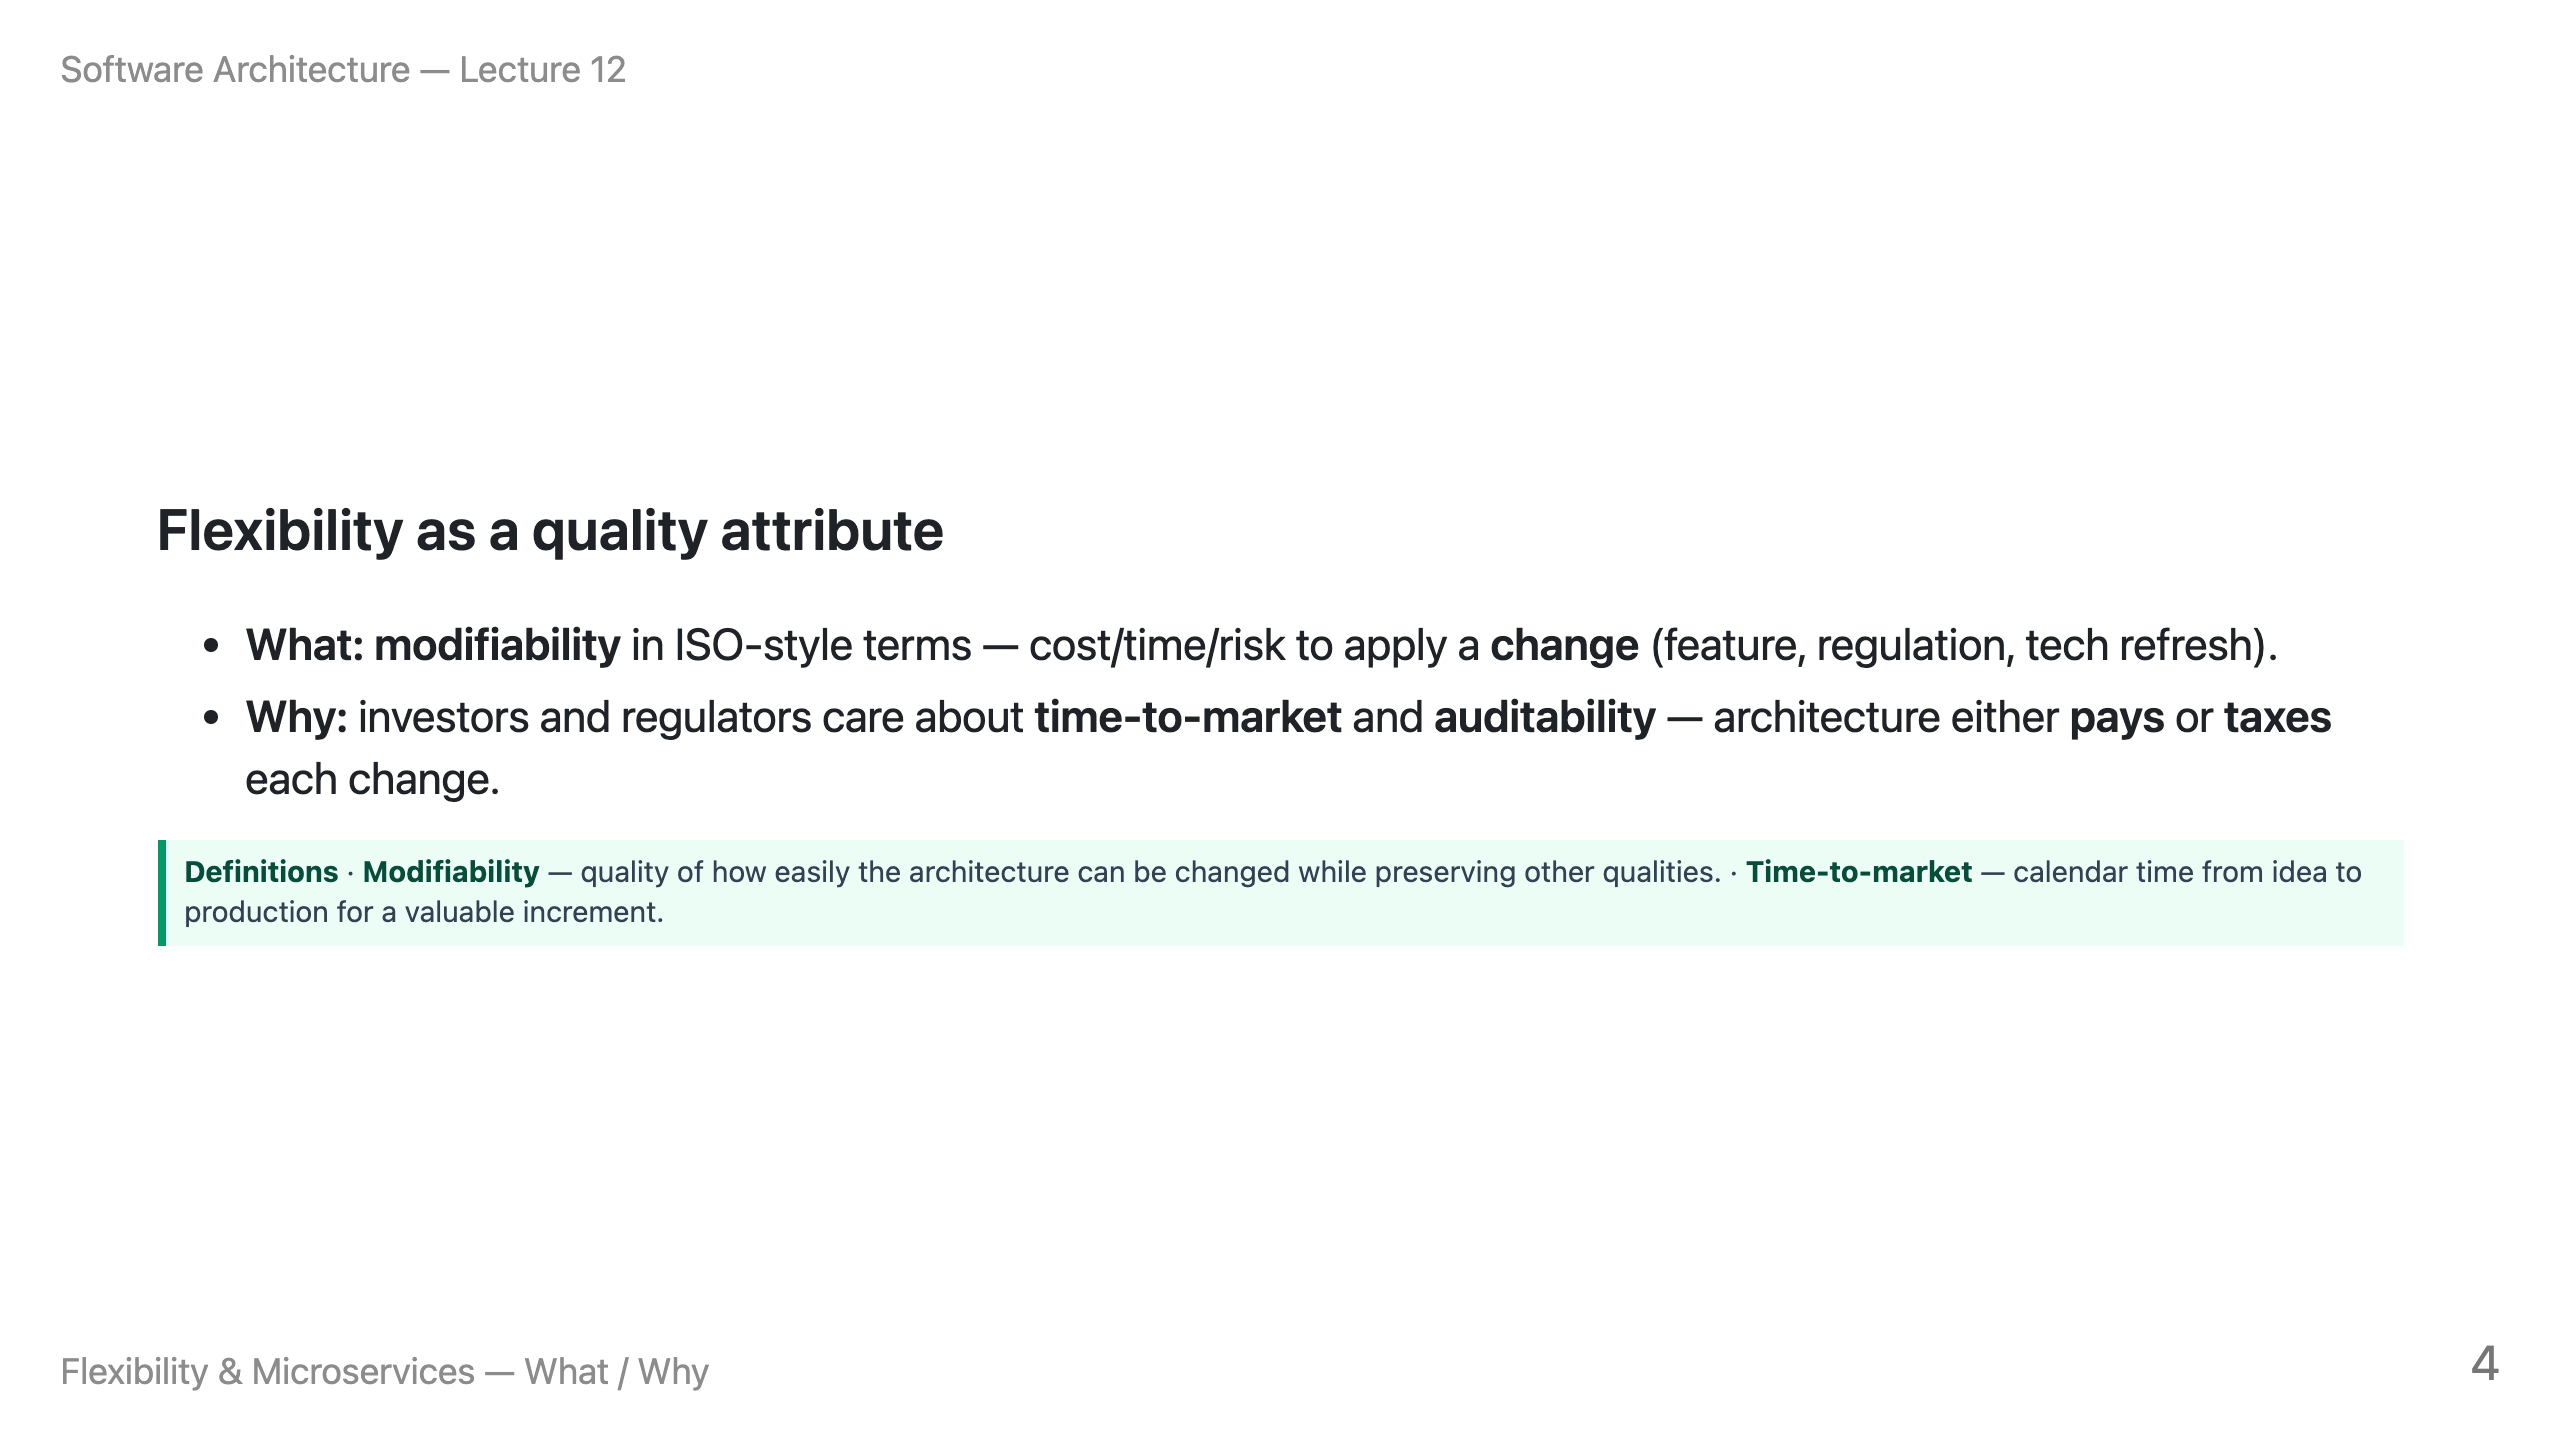 Software Architecture — Lecture 12
Flexibility as a quality attribute
• What: modifiability in ISO-style terms — cost/time/risk to apply a change (feature, regulation, tech refresh).
• Why: investors and regulators care about time-to-market and auditability — architecture either pays or taxes
each change.
Definitions · Modifiability — quality of how easily the architecture can be changed while preserving other qualities. · Time-to-market — calendar time from idea to
production for a valuable increment.
Flexibility & Microservices — What / Why
4